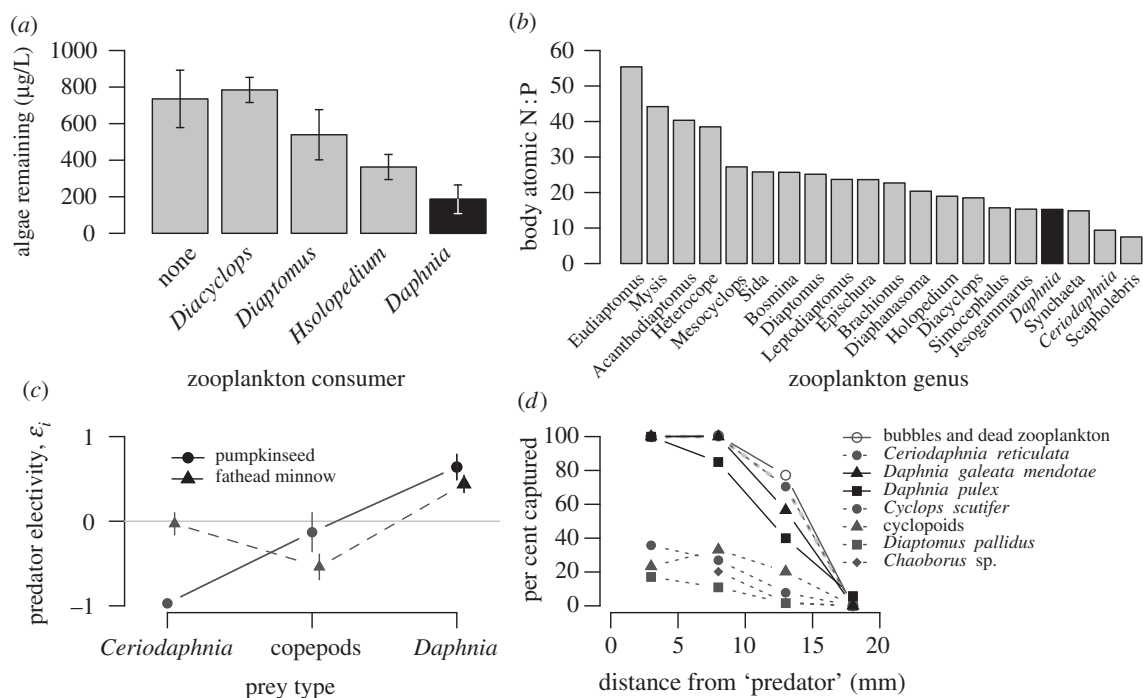 (a)
algae remaining (µg/L)
1000
800
600
400
200
0
none
Diacyclops
Diaptomus
Hsolopedium
Daphnia
zooplankton consumer
(b)
body atomic N : P
60
50
40
30
20
10
0
Eudiaptomus
Mysis
Acanthodiaptomus
Heterocope
Mesocyclops
Sida
Bosmina
Diaptomus
Leptodiaptomus
Epischura
Brachionus
Diaphanasoma
Holopedium
Diacyclops
Simocephalus
Jesogammarus
Daphnia
Synchaeta
Ceriodaphnia
Scapholebris
zooplankton genus
(c)
predator electivity, εi
1
0
−1
pumpkinseed
fathead minnow
Ceriodaphnia
copepods
Daphnia
prey type
(d)
per cent captured
100
80
60
40
20
0
0
5
10
15
20
distance from ‘predator’ (mm)
bubbles and dead zooplankton
Ceriodaphnia reticulata
Daphnia galeata mendotae
Daphnia pulex
Cyclops scutifer
cyclopoids
Diaptomus pallidus
Chaoborus sp.